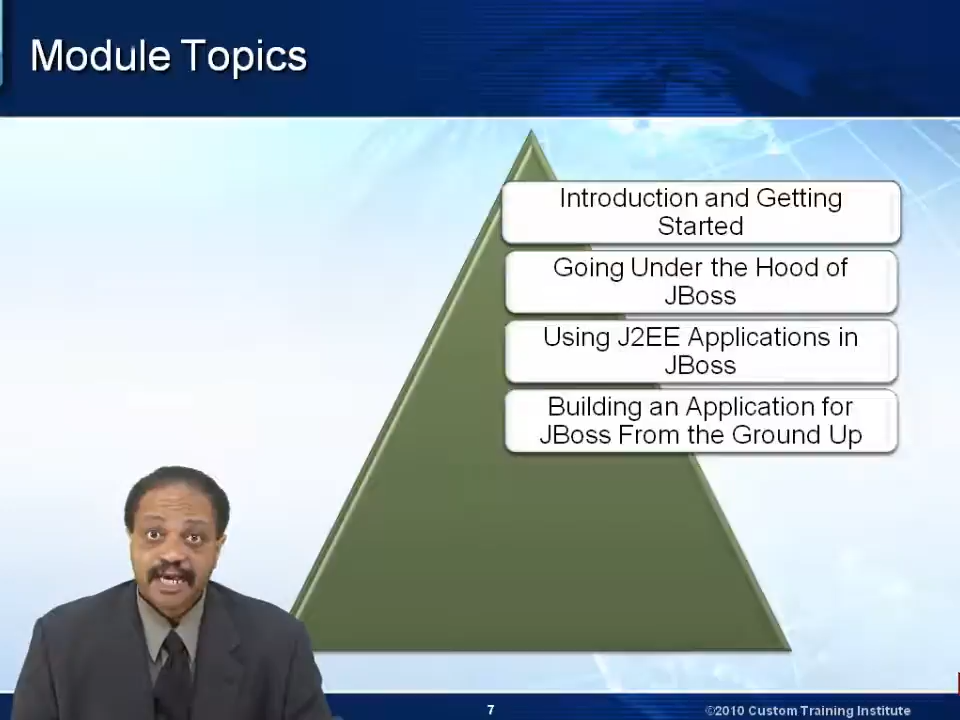 Module Topics
Introduction and Getting
Started
Going Under the Hood of
JBoss
Using J2EE Applications in
JBoss
Building an Application for
JBoss From the Ground Up
7
©2010 Custom Training Institute